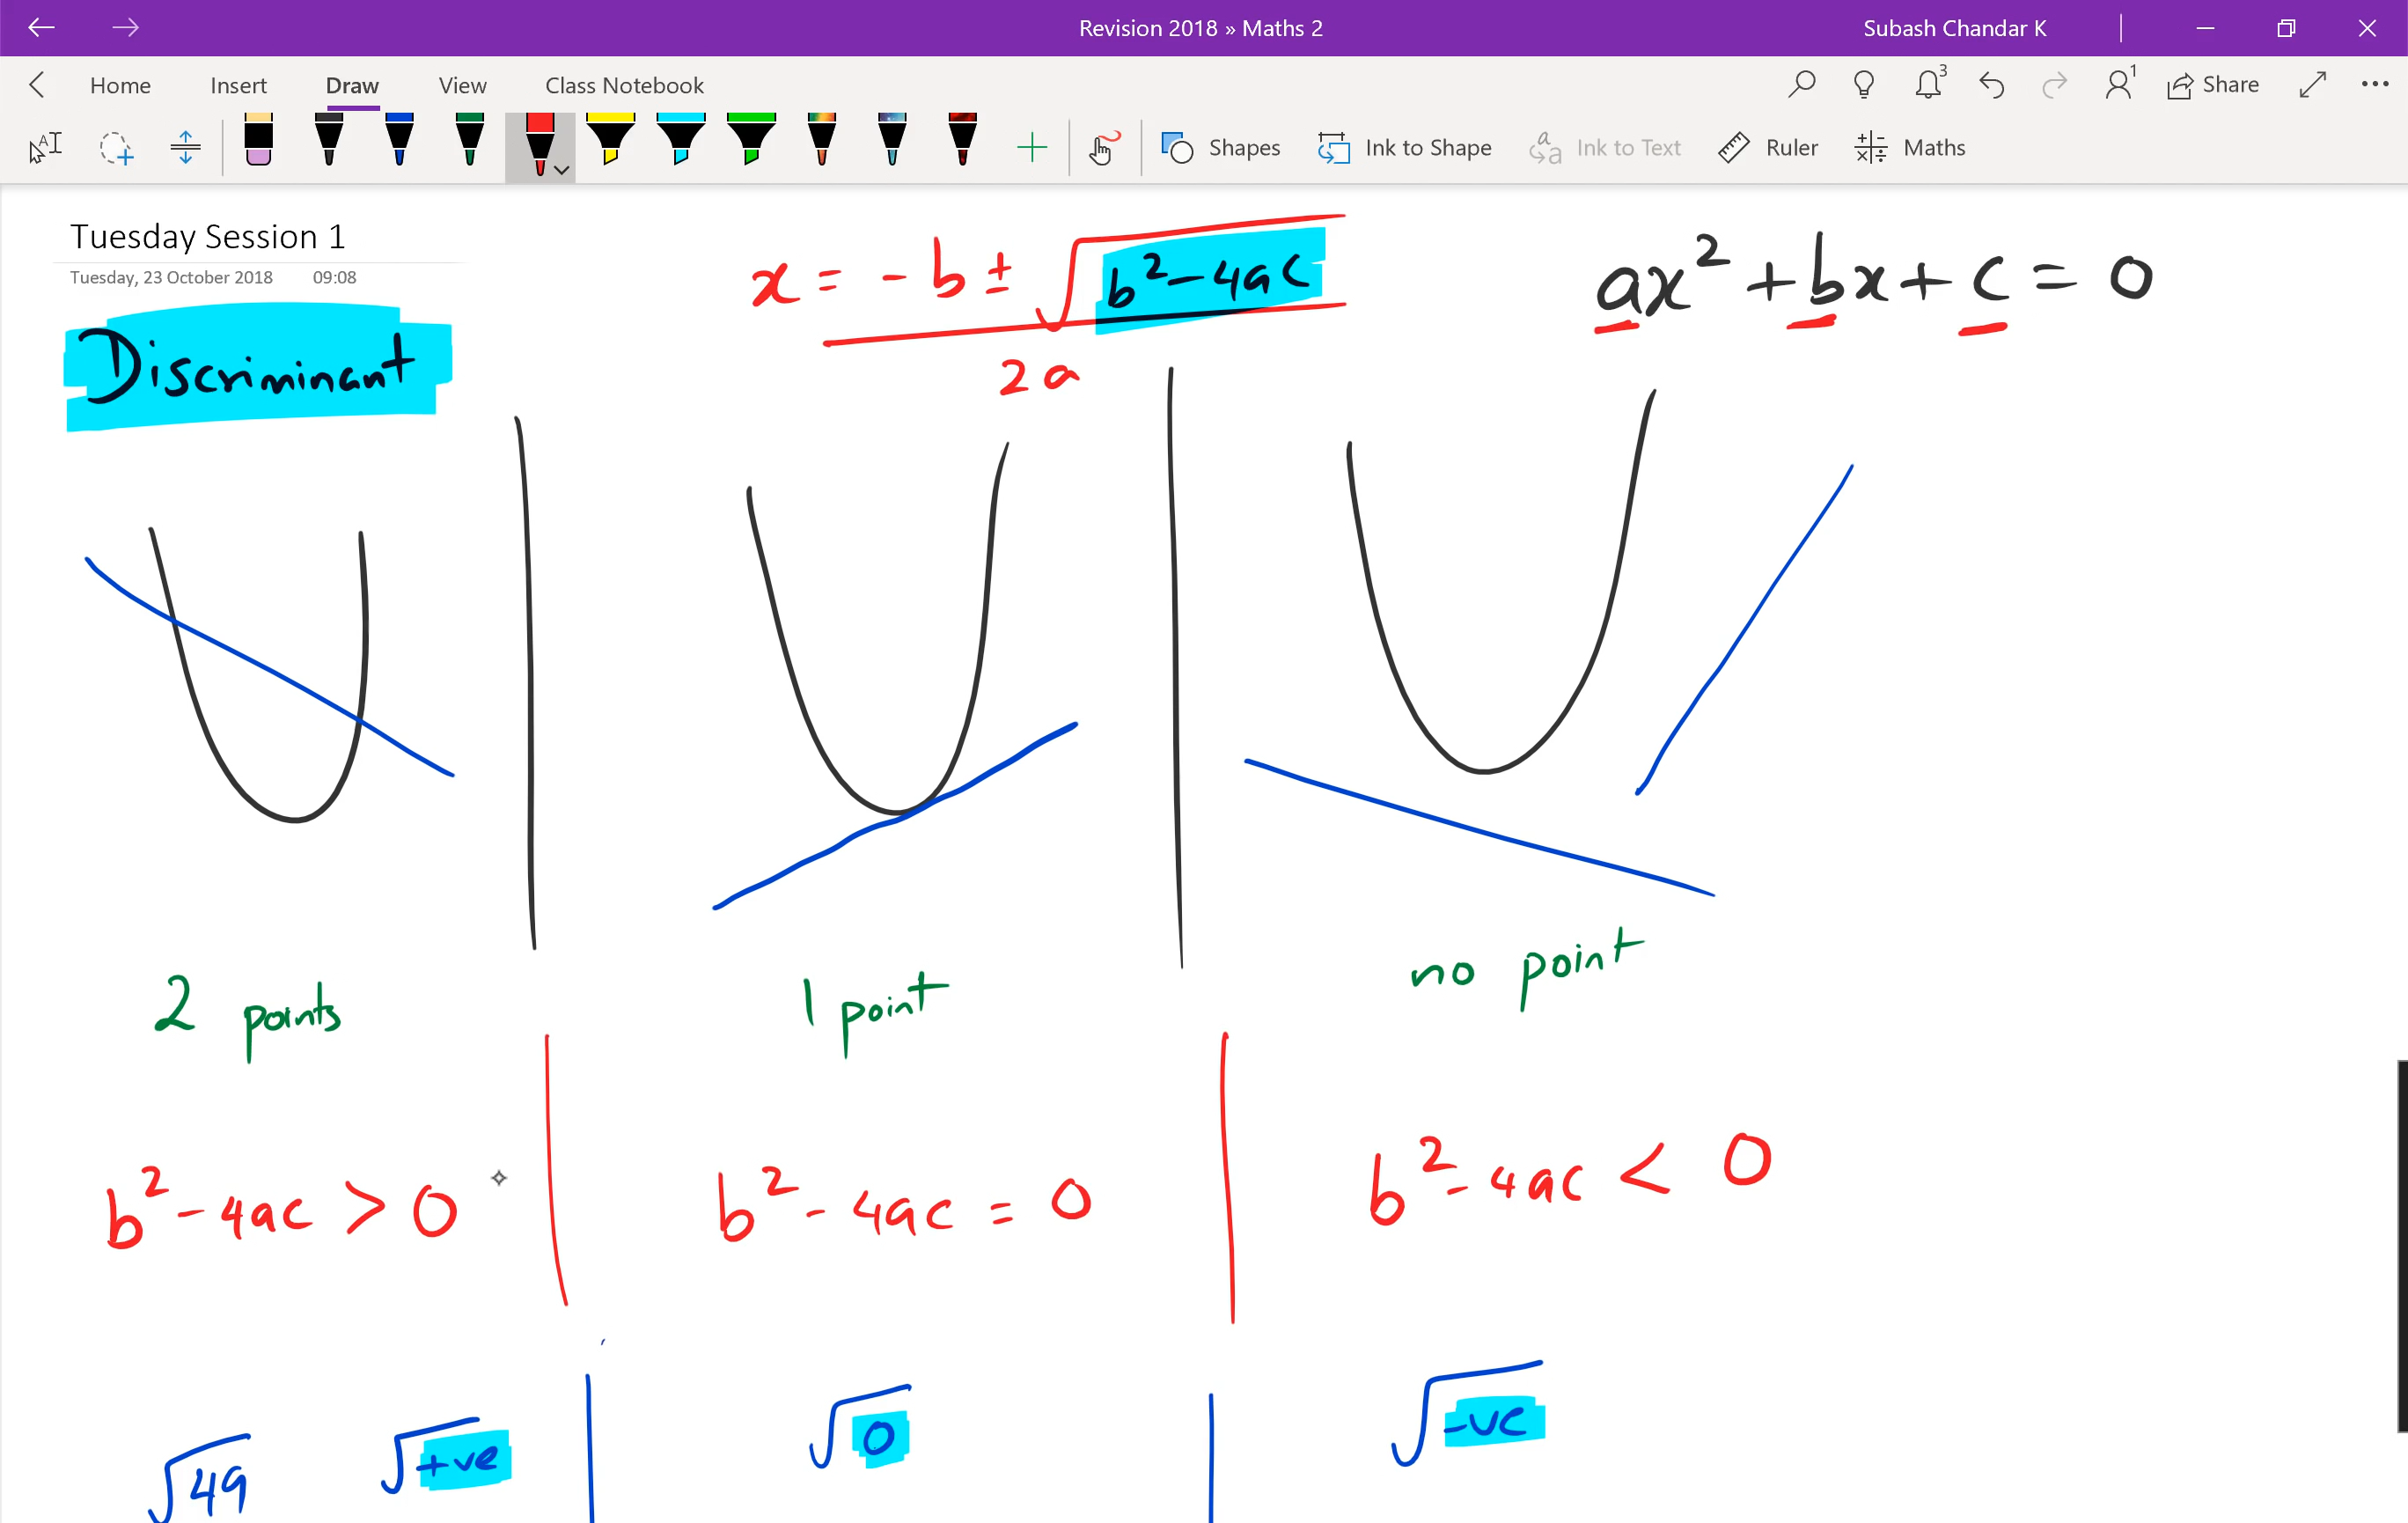 Revision 2018 » Maths 2
Subash Chandar K
Home Insert Draw View Class Notebook
3 1 Share
Shapes Ink to Shape Ink to Text Ruler Maths
Tuesday Session 1
Tuesday, 23 October 2018 09:08
Discriminant
x = -b ± √b²-4ac
2a
ax² + bx + c = 0
2 points
1 point
no point
b² - 4ac > 0
b² - 4ac = 0
b² - 4ac < 0
√49 √+ve
√0
√-ve